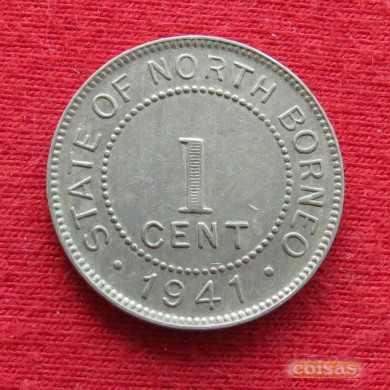 STATE OF NORTH BORNEO
1
CENT
· 1941 ·
coisas